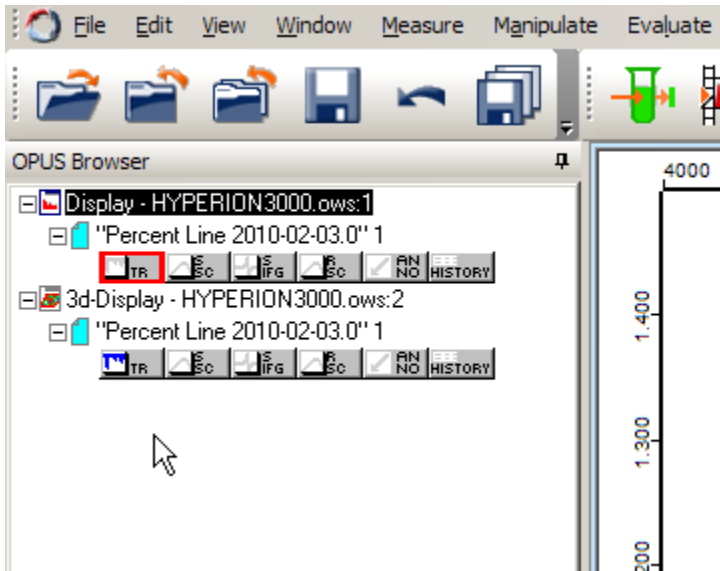 File Edit View Window Measure Manipulate Evaluate
OPUS Browser
4000
Display - HYPERION3000.ows:1
"Percent Line 2010-02-03.0" 1
TR S SC S IFG R SC AN NO HISTORY
3d-Display - HYPERION3000.ows:2
"Percent Line 2010-02-03.0" 1
TR S SC S IFG R SC AN NO HISTORY
1.400
1.300
200